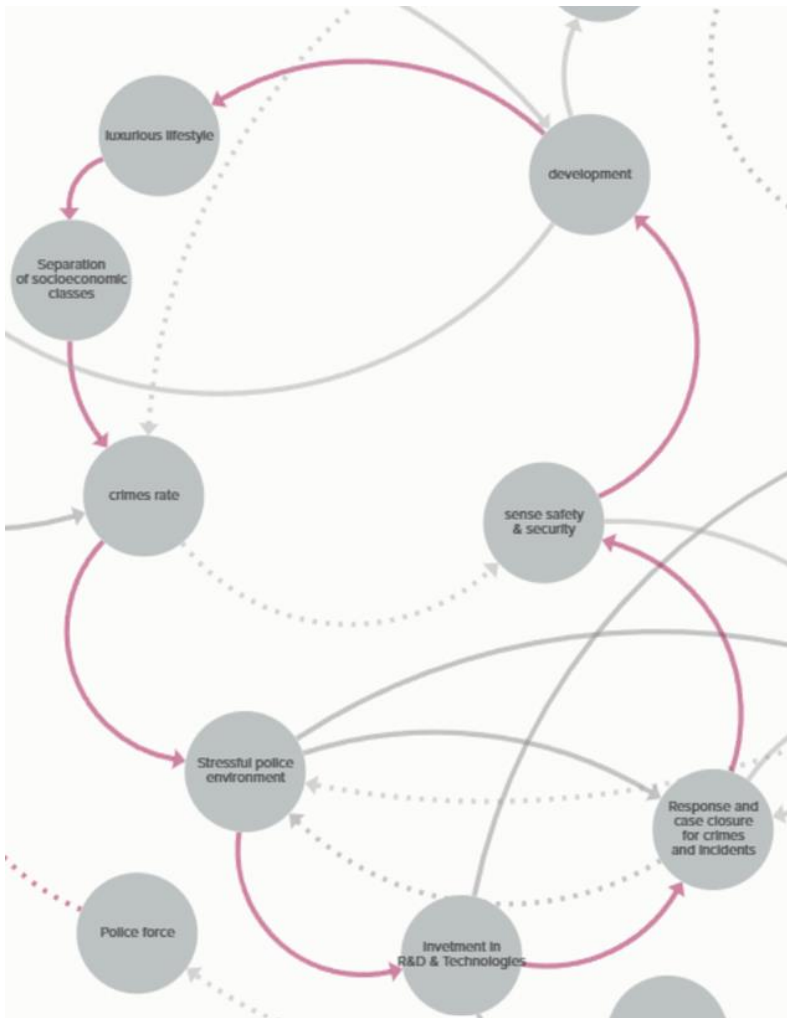 luxurious lifestyle
development
Separation
of socioeconomic
classes
crimes rate
sense safety
& security
Stressful police
environment
Response and
case closure
for crimes
and incidents
Police force
Invetment in
R&D & Technologies